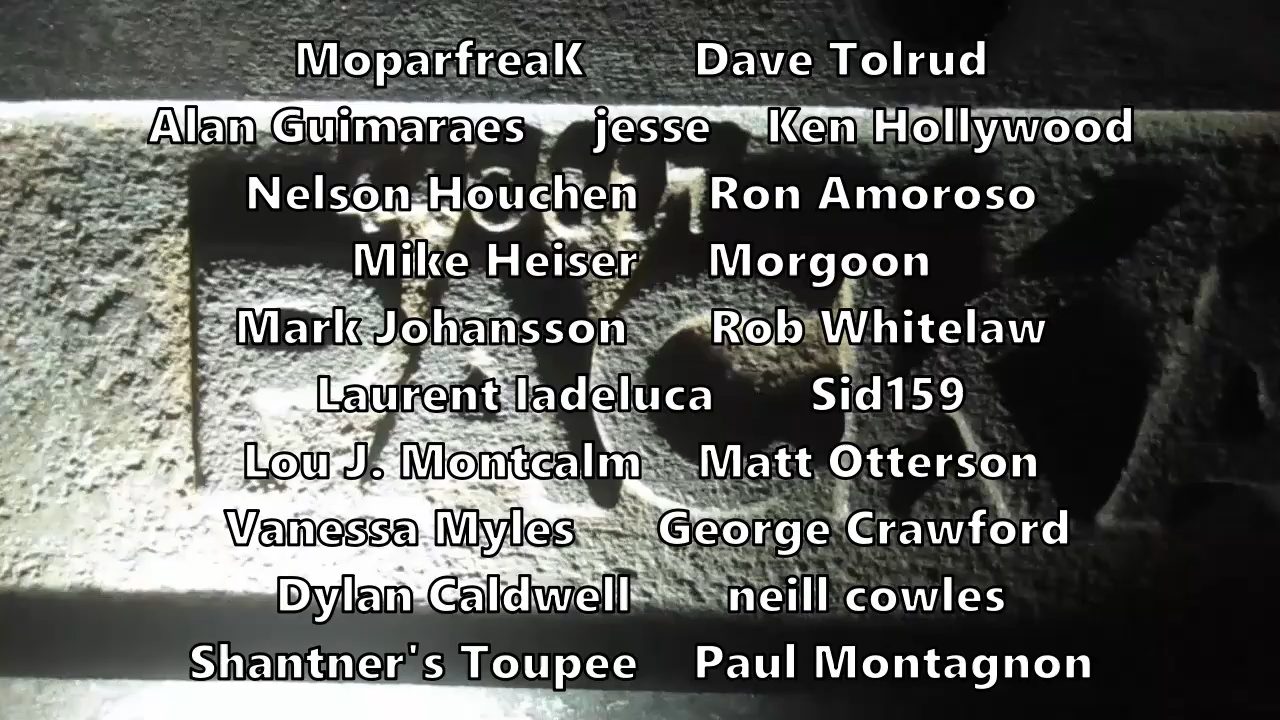 MoparfreaK Dave Tolrud
Alan Guimaraes jesse Ken Hollywood
Nelson Houchen Ron Amoroso
Mike Heiser Morgoon
Mark Johansson Rob Whitelaw
Laurent Iadeluca Sid159
Lou J. Montcalm Matt Otterson
Vanessa Myles George Crawford
Dylan Caldwell neill cowles
Shantner's Toupee Paul Montagnon